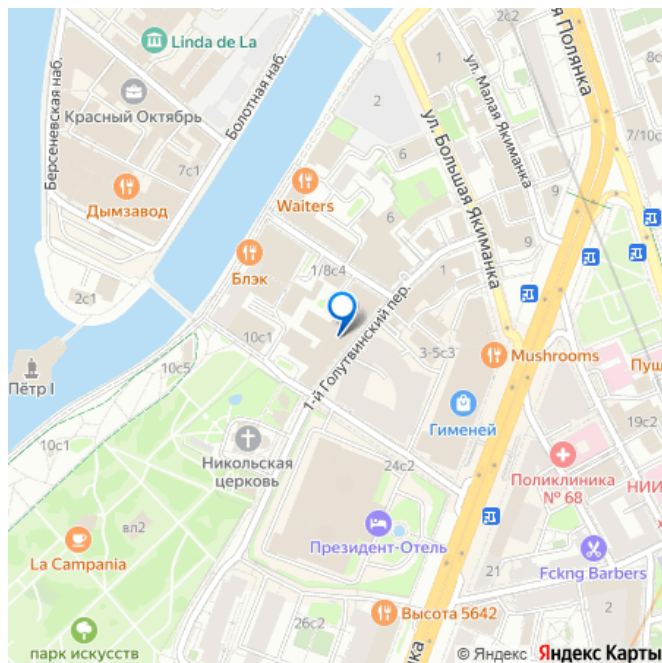 2с2
1
8с
Linda de La
2
ул. Малая Якиманка
я Полянка
Берсеневская наб.
Красный Октябрь
Болотная наб.
ул. Большая Якиманка
7/10с
7с1
6
9
Дымзавод
Waiters
6
9
Блэк
1/8с4
1
2с1
10с1
1-й Голутвинский пер.
3-5с3
Mushrooms
Пётр I
10с5
Пуш
Гименей
19с2
10с1
Никольская
церковь
24с2
Поликлиника
№ 68
НИИ
вл2
La Campania
Президент-Отель
21
Fckng Barbers
26с2
Высота 5642
2
парк искусств
нка
© Яндекс Яндекс Карты